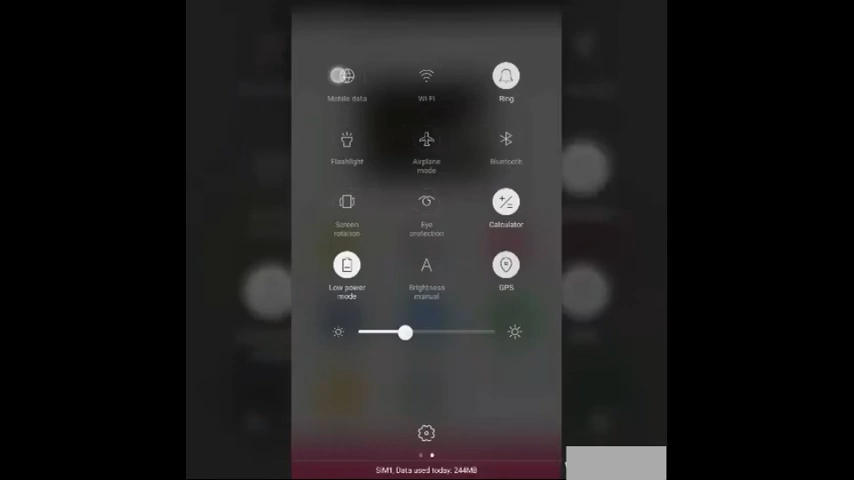 Mobile data
Wi Fi
Ring
Flashlight
Airplane
mode
Bluetooth
Screen
rotation
Eye
protection
Calculator
Low power
mode
A
Brightness
manual
GPS
SIM1, Data used today: 244MB